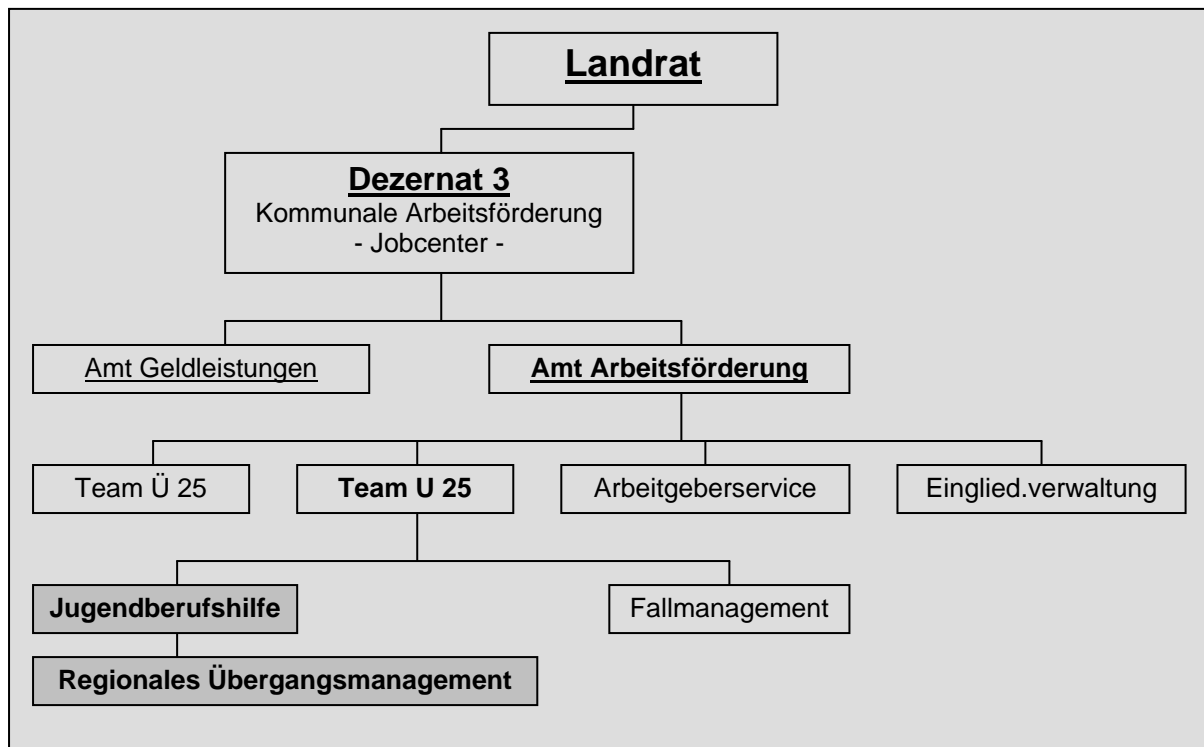 Landrat
Dezernat 3
Kommunale Arbeitsförderung
- Jobcenter -
Amt Geldleistungen
Amt Arbeitsförderung
Team Ü 25
Team U 25
Arbeitgeberservice
Einglied.verwaltung
Jugendberufshilfe
Fallmanagement
Regionales Übergangsmanagement